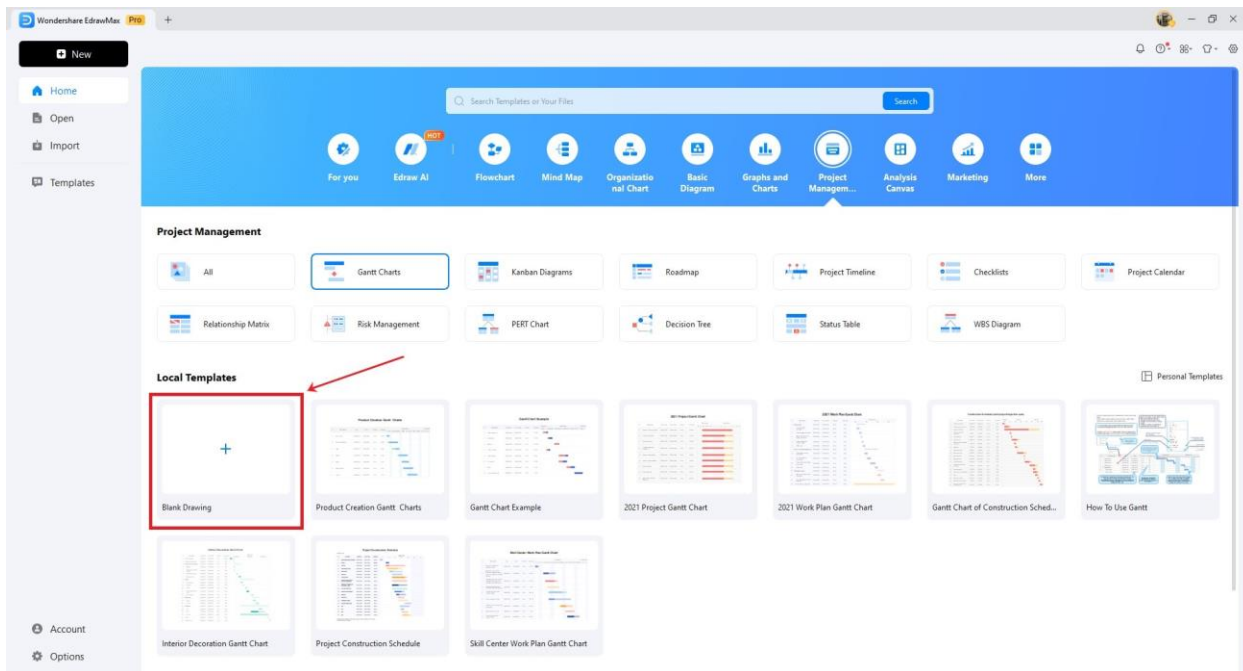 Wondershare EdrawMax Pro
New
Home
Open
Import
Templates
Search Templates or Your Files
Search
HOT
For you
Edraw AI
Flowchart
Mind Map
Organizatio
nal Chart
Basic
Diagram
Graphs and
Charts
Project
Managem...
Analysis
Canvas
Marketing
More
Project Management
All
Gantt Charts
Kanban Diagrams
Roadmap
Project Timeline
Checklists
Project Calendar
Relationship Matrix
Risk Management
PERT Chart
Decision Tree
Status Table
WBS Diagram
Local Templates
Personal Templates
Blank Drawing
Product Creation Gantt Charts
Gantt Chart Example
2021 Project Gantt Chart
2021 Work Plan Gantt Chart
Gantt Chart of Construction Sched...
How To Use Gantt
Interior Decoration Gantt Chart
Project Construction Schedule
Skill Center Work Plan Gantt Chart
Account
Options